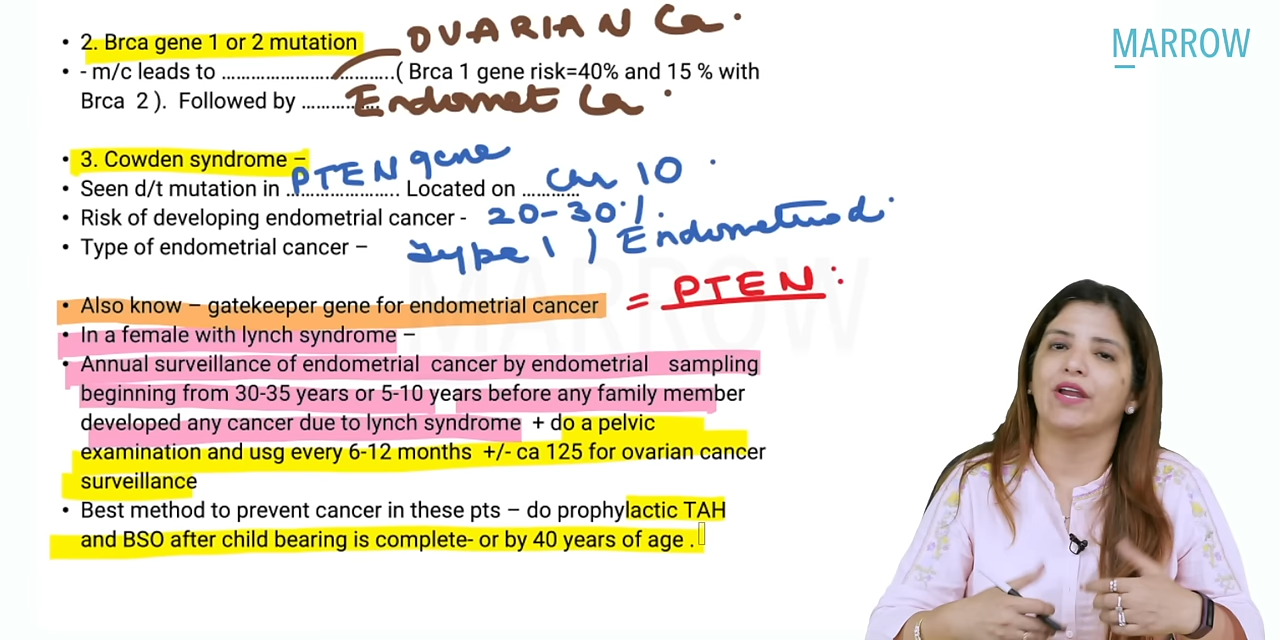 MARROW
OVARIAN Ca.
• 2. Brca gene 1 or 2 mutation
• - m/c leads to ……………………………..( Brca 1 gene risk=40% and 15 % with
Brca 2 ). Followed by …………… Endomet Ca.
• 3. Cowden syndrome –
• Seen d/t mutation in ………………….. PTEN gene Located on ………… Chr 10.
• Risk of developing endometrial cancer - 20-30%.
• Type of endometrial cancer – Type 1) Endometriod.
• Also know – gatekeeper gene for endometrial cancer = PTEN:
• In a female with lynch syndrome –
• Annual surveillance of endometrial cancer by endometrial sampling
beginning from 30-35 years or 5-10 years before any family member
developed any cancer due to lynch syndrome + do a pelvic
examination and usg every 6-12 months +/- ca 125 for ovarian cancer
surveillance
• Best method to prevent cancer in these pts – do prophylactic TAH
and BSO after child bearing is complete- or by 40 years of age .
MARROW